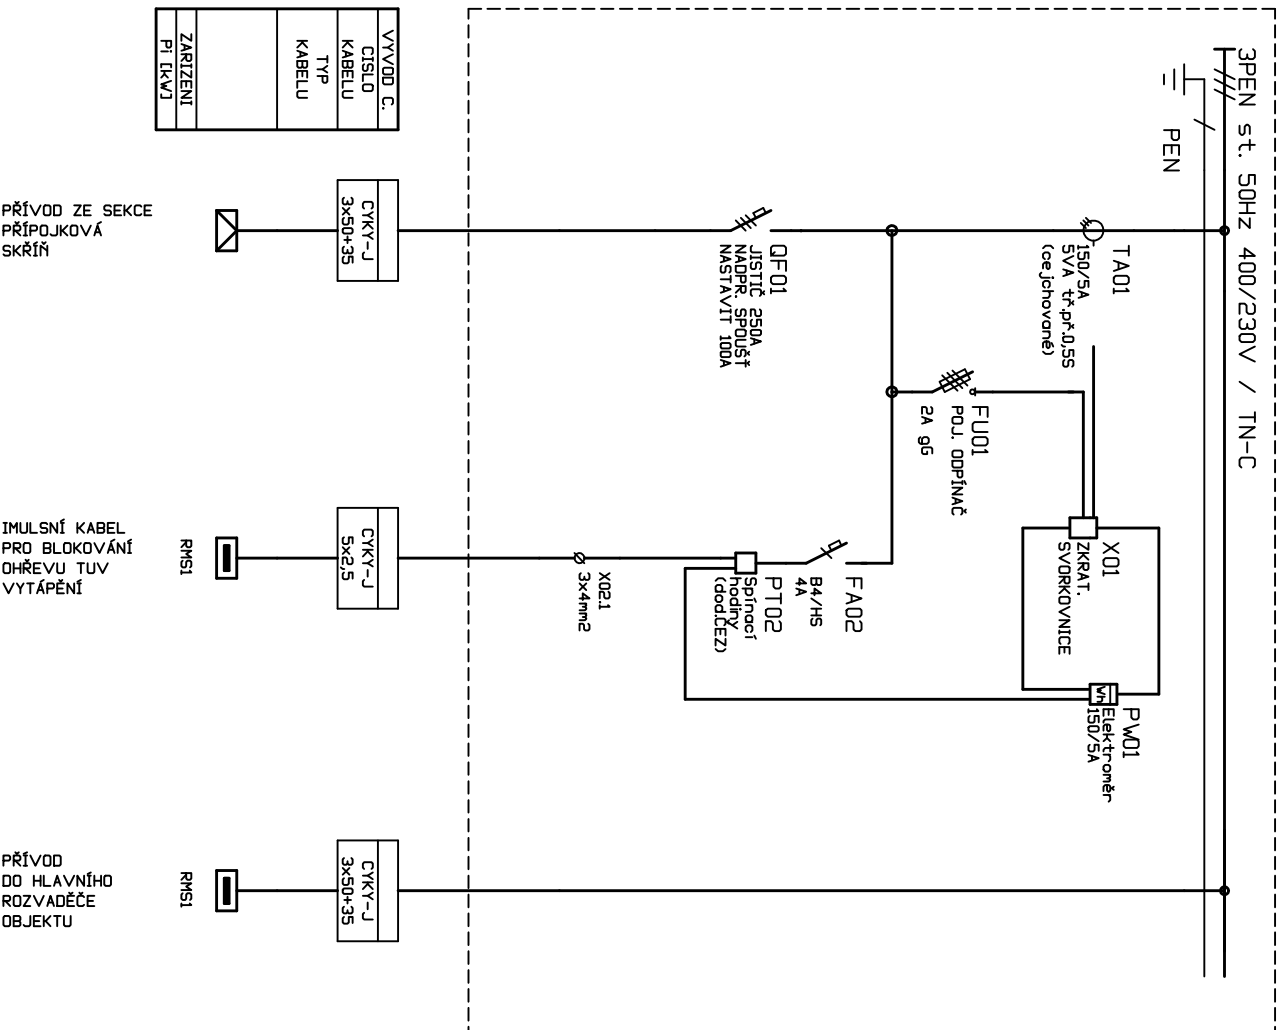 3PEN st. 50Hz 400/230V / TN-C
PEN
TA01
150/5A
5VA tř.př.0,5S
(cejchované)
QF01
JISTIČ 250A
NADPR. SPOUŠŤ
NASTAVIT 100A
FU01
POJ. ODPÍNAČ
2A gG
X01
ZKRAT.
SVORKOVNICE
PW01
Elektroměr
150/5A
Wh
FA02
B4/HS
4A
PT02
Spínací
hodiny
(dod.ČEZ)
X02.1
3x4mm2
VYVOD C.
CISLO
KABELU
TYP
KABELU
ZARIZENI
Pi [kW]
CYKY-J
3x50+35
CYKY-J
5x2,5
CYKY-J
3x50+35
RMS1
RMS1
PŘÍVOD ZE SEKCE
PŘÍPOJKOVÁ
SKŘÍŇ
IMULSNÍ KABEL
PRO BLOKOVÁNÍ
OHŘEVU TUV
VYTÁPĚNÍ
PŘÍVOD
DO HLAVNÍHO
ROZVADĚČE
OBJEKTU